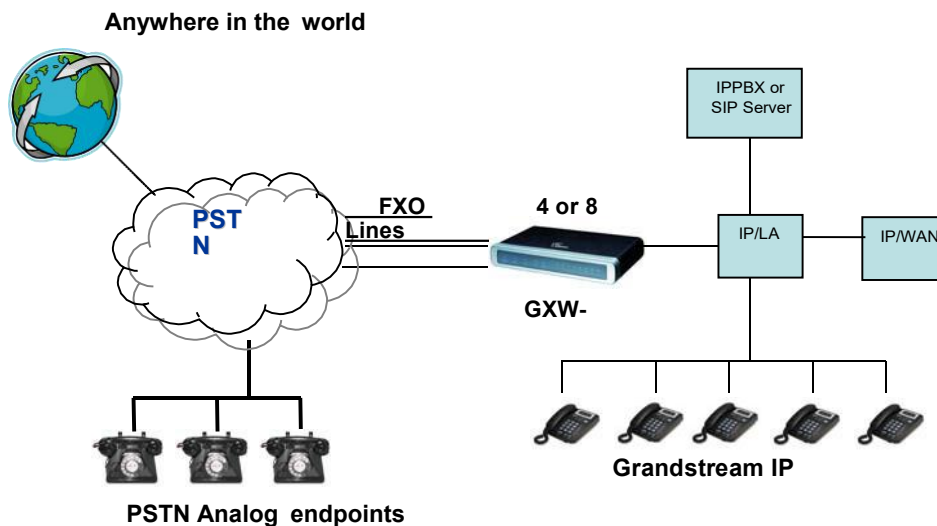 Anywhere in the world
IPPBX or
SIP Server
PST
N
FXO
Lines
4 or 8
IP/LA
IP/WAN
GXW-
Grandstream IP
PSTN Analog endpoints